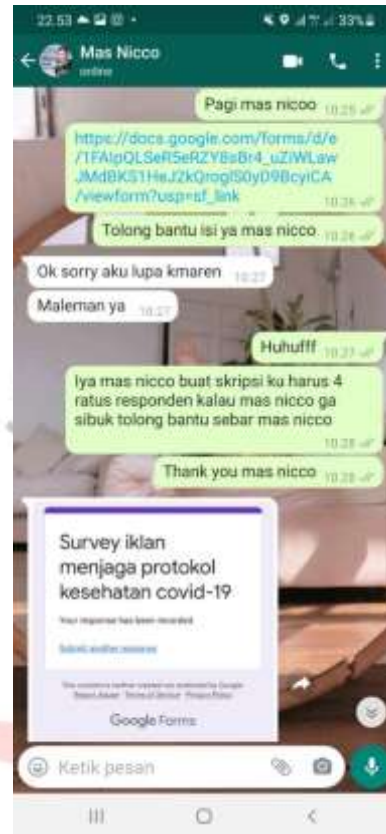 22.53
33%
Mas Nicco
online
Pagi mas nicoo 10.25
https://docs.google.com/forms/d/e
/viewform?usp=sf_link 10.26
Tolong bantu isi ya mas nicco 10.26
Ok sorry aku lupa kmaren 10.27
Maleman ya 10.27
Huhufff 10.27
Iya mas nicco buat skripsi ku harus 4
ratus responden kalau mas nicco ga
sibuk tolong bantu sebar mas nicco
10.28
Thank you mas nicco 10.28
Survey iklan
menjaga protokol
kesehatan covid-19
Your response has been recorded.
Submit another response
Google Forms
Ketik pesan